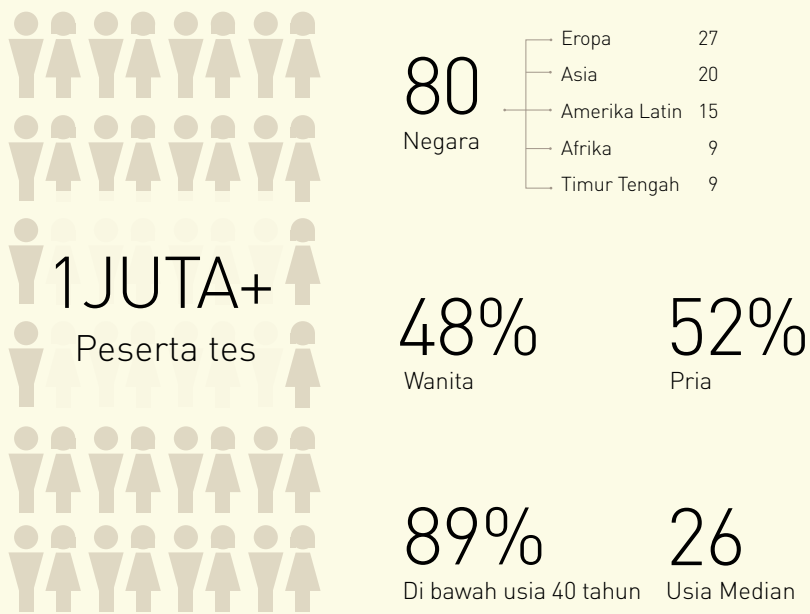 1JUTA+
Peserta tes
80
Negara
Eropa 27
Asia 20
Amerika Latin 15
Afrika 9
Timur Tengah 9
48%
Wanita
52%
Pria
89%
Di bawah usia 40 tahun
26
Usia Median